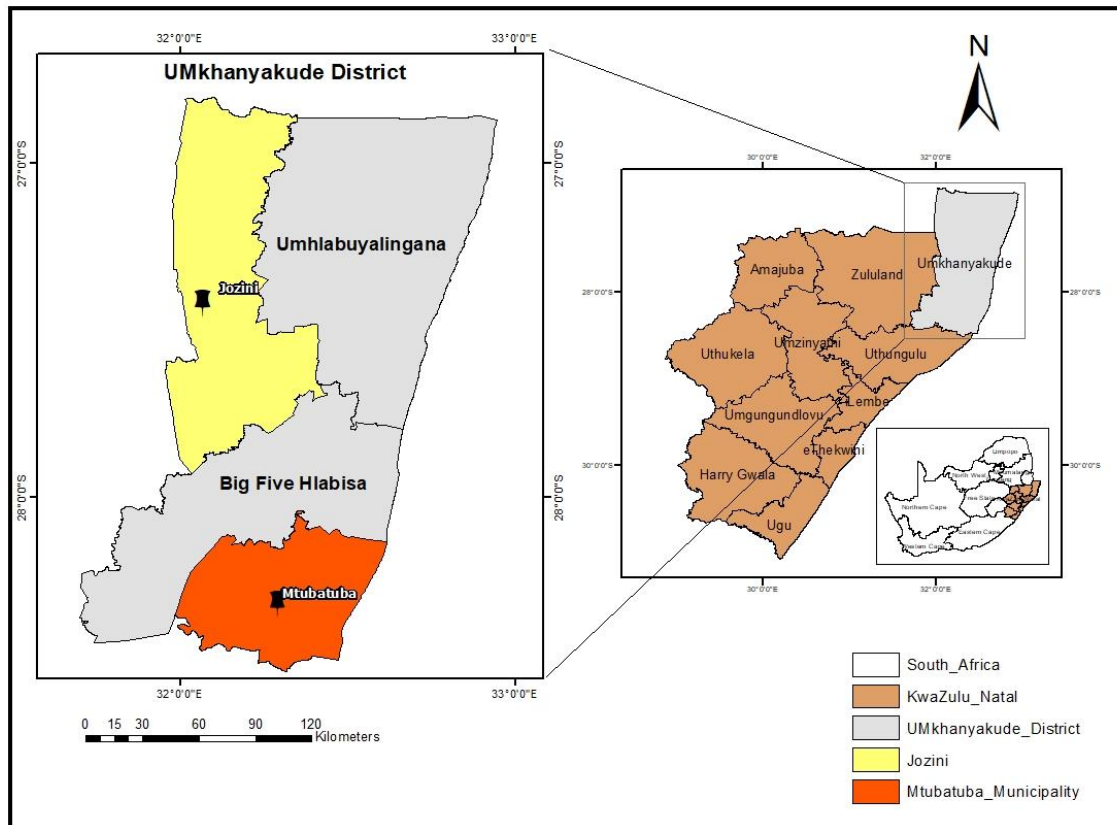 32°0'0"E
33°0'0"E
UMkhanyakude District
27°0'0"S
27°0'0"S
Umhlabuyalingana
Jozini
Big Five Hlabisa
28°0'0"S
28°0'0"S
Mtubatuba
32°0'0"E
33°0'0"E
0 15 30 60 90 120
Kilometers
N
30°0'0"E
32°0'0"E
Amajuba
Zululand
Umkhanyakude
28°0'0"S
28°0'0"S
Umzinyathi
Uthukela
Uthungulu
iLembe
Umgungundlovu
eThekwini
30°0'0"S
30°0'0"S
Harry Gwala
Ugu
30°0'0"E
32°0'0"E
North West
Free State
Northern Cape
Eastern Cape
Western Cape
South_Africa
KwaZulu_Natal
UMkhanyakude_District
Jozini
Mtubatuba_Municipality